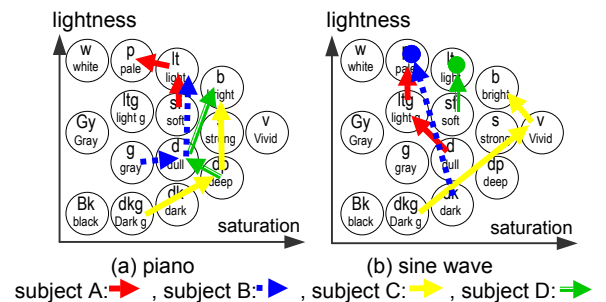 lightness
w
white
p
pale
lt
light
b
bright
ltg
light g
sf
soft
s
strong
v
Vivid
Gy
Gray
g
gray
d
dull
dp
deep
Bk
black
dkg
Dark g
dk
dark
saturation
(a) piano
lightness
w
white
pale
lt
light
b
bright
ltg
light g
sf
soft
s
strong
v
Vivid
Gy
Gray
g
gray
d
dull
dp
deep
Bk
black
dkg
Dark g
dk
dark
saturation
(b) sine wave
subject A: , subject B: , subject C: , subject D: